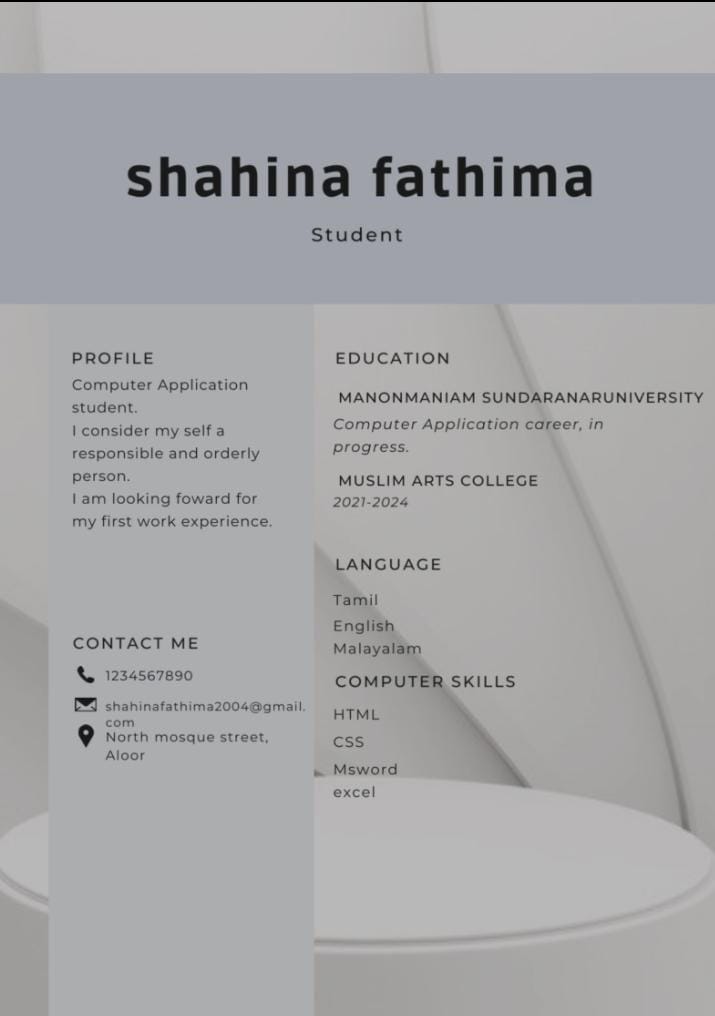 shahina fathima
Student
PROFILE
Computer Application
student.
I consider my self a
responsible and orderly
person.
I am looking foward for
my first work experience.
CONTACT ME
1234567890
shahinafathima2004@gmail.
com
North mosque street,
Aloor
EDUCATION
MANONMANIAM SUNDARANARUNIVERSITY
Computer Application career, in
progress.
MUSLIM ARTS COLLEGE
2021-2024
LANGUAGE
Tamil
English
Malayalam
COMPUTER SKILLS
HTML
CSS
Msword
excel